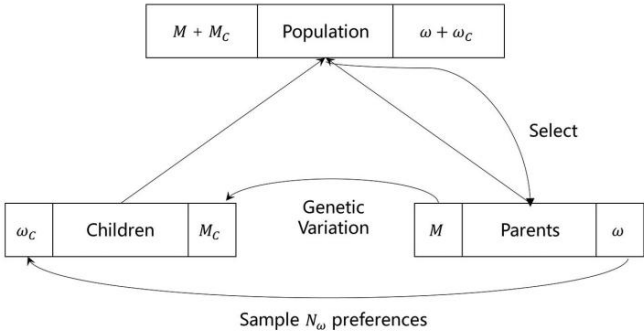 M + M_C Population ω + ω_C
Select
Genetic
Variation
ω_C Children M_C
M Parents ω
Sample N_ω preferences